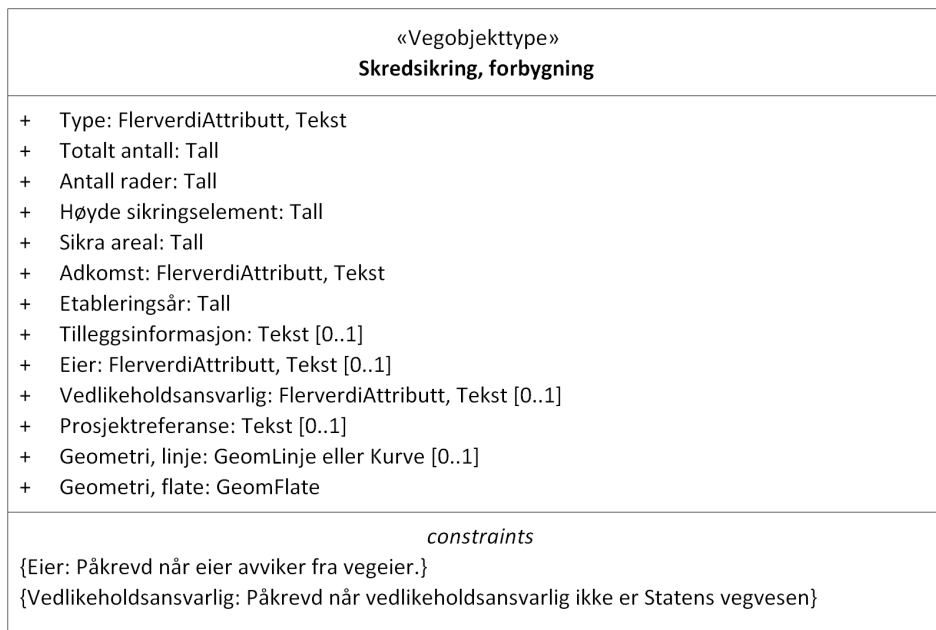 «Vegobjekttype»
Skredsikring, forbygning
+ Type: FlerverdiAttributt, Tekst
+ Totalt antall: Tall
+ Antall rader: Tall
+ Høyde sikringselement: Tall
+ Sikra areal: Tall
+ Adkomst: FlerverdiAttributt, Tekst
+ Etableringsår: Tall
+ Tilleggsinformasjon: Tekst [0..1]
+ Eier: FlerverdiAttributt, Tekst [0..1]
+ Vedlikeholdsansvarlig: FlerverdiAttributt, Tekst [0..1]
+ Prosjektreferanse: Tekst [0..1]
+ Geometri, linje: GeomLinje eller Kurve [0..1]
+ Geometri, flate: GeomFlate
constraints
{Eier: Påkrevd når eier avviker fra vegeier.}
{Vedlikeholdsansvarlig: Påkrevd når vedlikeholdsansvarlig ikke er Statens vegvesen}